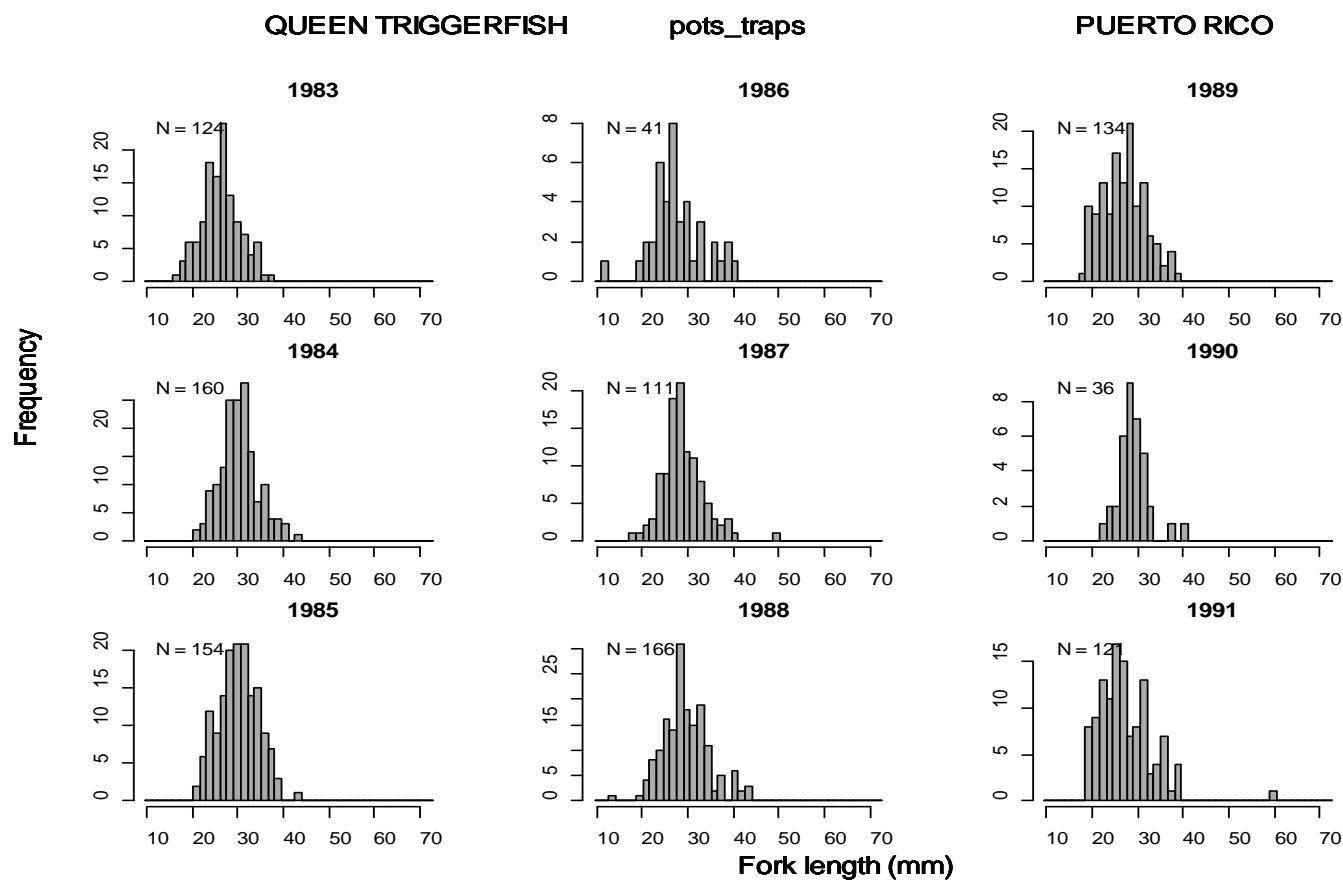 QUEEN TRIGGERFISH pots_traps PUERTO RICO
1983 1986 1989
N = 124 N = 41 N = 134
0 5 10 15 20
0 2 4 6 8
0 5 10 15 20
10 20 30 40 50 60 70
10 20 30 40 50 60 70
10 20 30 40 50 60 70
1984 1987 1990
Frequency
N = 160 N = 111 N = 36
0 5 10 20
0 5 10 15 20
0 2 4 6 8
10 20 30 40 50 60 70
10 20 30 40 50 60 70
10 20 30 40 50 60 70
1985 1988 1991
N = 154 N = 166 N = 121
0 5 10 15 20
0 5 15 25
0 5 10 15
10 20 30 40 50 60 70
10 20 30 40 50 60 70
10 20 30 40 50 60 70
Fork length (mm)